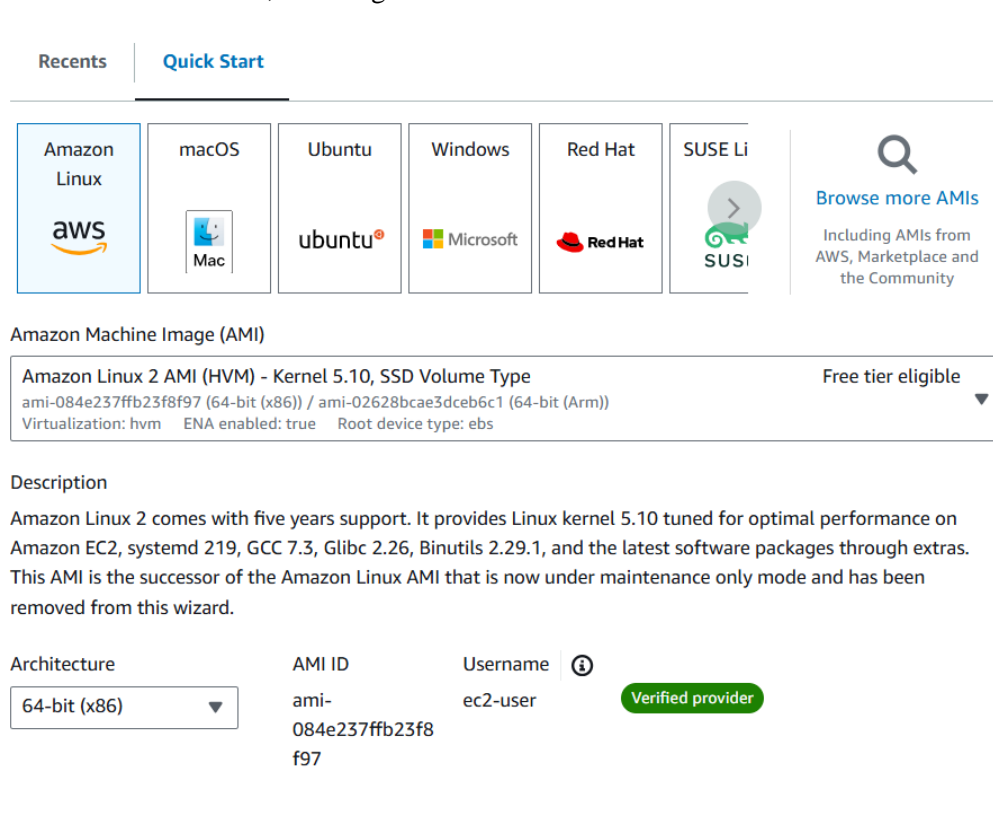 Recents
Quick Start
Amazon
Linux
aws
macOS
Mac
Ubuntu
ubuntu
Windows
Microsoft
Red Hat
Red Hat
SUSE Li
SUS
Browse more AMIs
Including AMIs from
AWS, Marketplace and
the Community
Amazon Machine Image (AMI)
Amazon Linux 2 AMI (HVM) - Kernel 5.10, SSD Volume Type
Free tier eligible
ami-084e237ffb23f8f97 (64-bit (x86)) / ami-02628bcae3dceb6c1 (64-bit (Arm))
Virtualization: hvm ENA enabled: true Root device type: ebs
Description
Amazon Linux 2 comes with five years support. It provides Linux kernel 5.10 tuned for optimal performance on
Amazon EC2, systemd 219, GCC 7.3, Glibc 2.26, Binutils 2.29.1, and the latest software packages through extras.
This AMI is the successor of the Amazon Linux AMI that is now under maintenance only mode and has been
removed from this wizard.
Architecture
64-bit (x86)
AMI ID
ami-
084e237ffb23f8
f97
Username
ec2-user
Verified provider